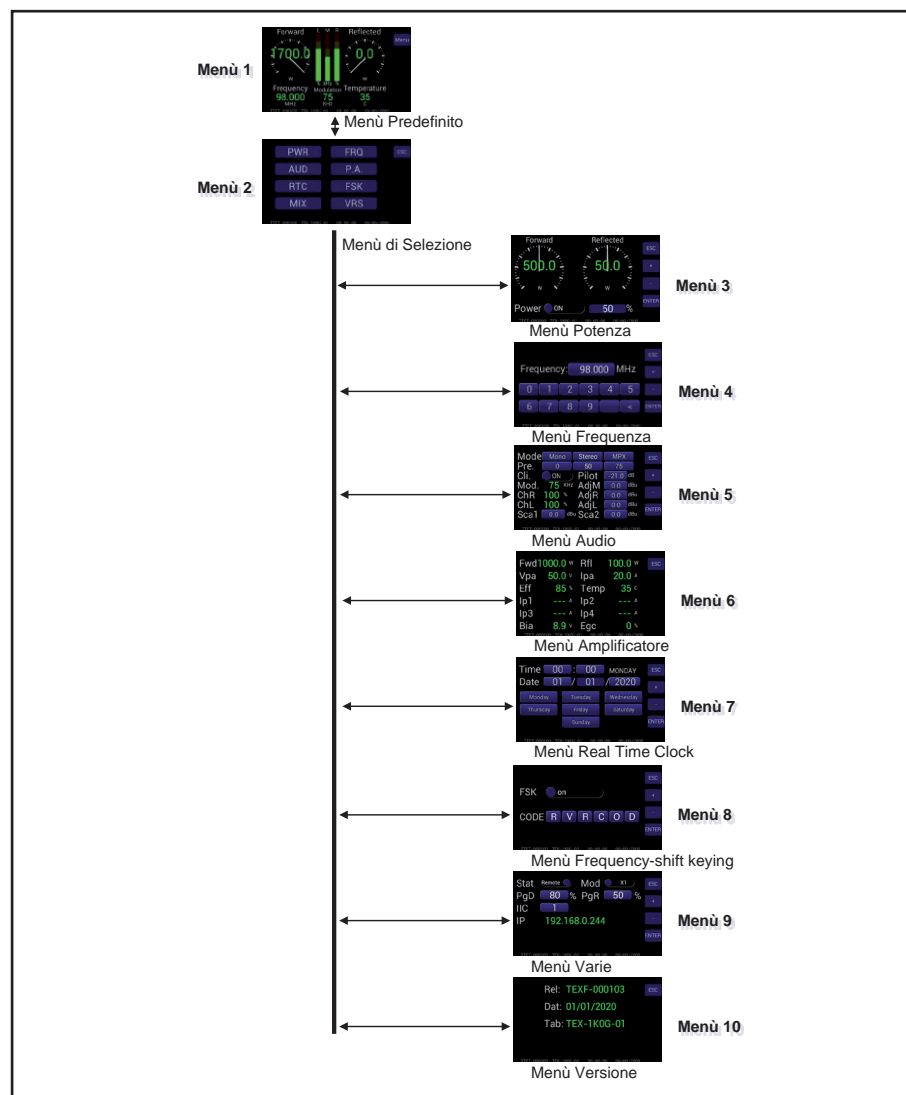 Menù 1
Forward L M R Reflected
Menu
1700.0 0.0
W % MHz % W
Frequency Modulation Temperature
98.000 75 35
MHz KHz C
Menù Predefinito
Menù 2
PWR FRQ ESC
AUD P.A.
RTC FSK
MIX VRS
Menù di Selezione
Forward Reflected
ESC
500.0 50.0
+
W W
-
ENTER
Power ON 50 %
Menù 3
Menù Potenza
ESC
Frequency: 98.000 MHz
+
0 1 2 3 4 5
-
6 7 8 9 < ENTER
Menù 4
Menù Frequenza
Mode Mono Stereo MPX ESC
Pre. 0 50 75
Cli. ON Pilot -21.0 dB +
Mod. 75 KHz AdjM 0.0 dBu
ChR 100 % AdjR 0.0 dBu -
ChL 100 % AdjL 0.0 dBu
Sca1 0.0 dBu Sca2 0.0 dBu ENTER
Menù 5
Menù Audio
Fwd 1000.0 W Rfl 100.0 W ESC
Vpa 50.0 V Ipa 20.0 A
Eff 85 % Temp 35 C
Ip1 --- A Ip2 --- A
Ip3 --- A Ip4 --- A
Bia 8.9 V Egc 0 %
Menù 6
Menù Amplificatore
Time 00 : 00 MONDAY ESC
Date 01 / 01 / 2020
+
Monday Tuesday Wednesday
Thursday Friday Saturday
-
Sunday ENTER
Menù 7
Menù Real Time Clock
ESC
FSK on
+
-
CODE R V R C O D
ENTER
Menù 8
Menù Frequency-shift keying
Stat Remote Mod X1 ESC
PgD 80 % PgR 50 %
+
IIC 1
IP 192.168.0.244
-
ENTER
Menù 9
Menù Varie
Rel: TEXF-000103 ESC
Dat: 01/01/2020
Tab: TEX-1K0G-01
Menù 10
Menù Versione